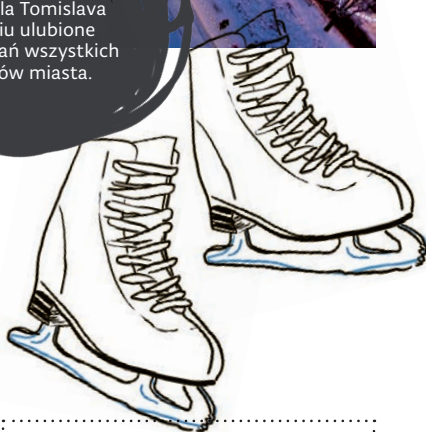 la Tomislava
iu ulubione
ań wszystkich
ów miasta.